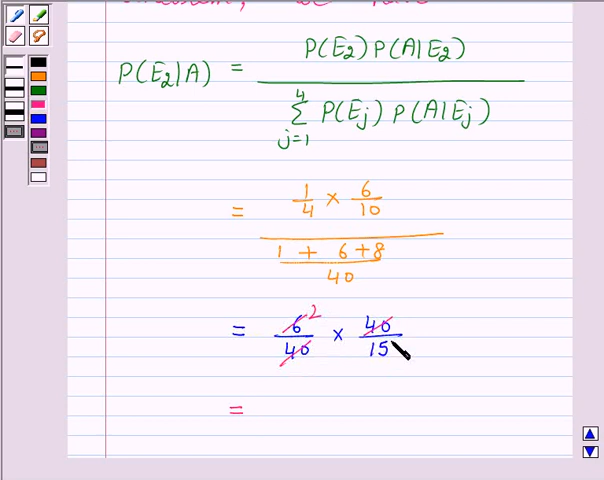 P(E₂|A) = P(E₂) P(A|E₂) / 4 Σ j=1 P(Ej) P(A|Ej)
= 1/4 × 6/10 / (1 + 6 + 8)/40
= 6/40 2 × 40/15
=